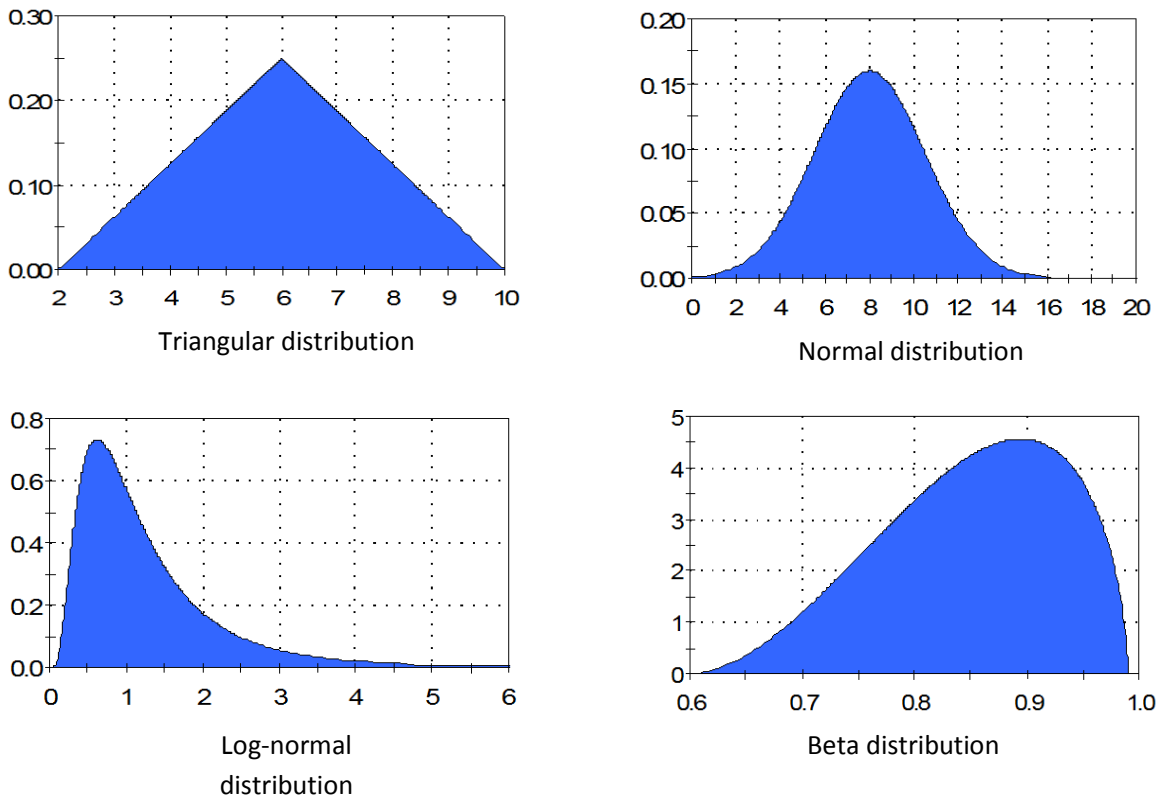 0.30
0.20
0.10
0.00
2 3 4 5 6 7 8 9 10
Triangular distribution
0.20
0.15
0.10
0.05
0.00
0 2 4 6 8 10 12 14 16 18 20
Normal distribution
0.8
0.6
0.4
0.2
0.0
0 1 2 3 4 5 6
Log-normal
distribution
5
4
3
2
1
0
0.6 0.7 0.8 0.9 1.0
Beta distribution